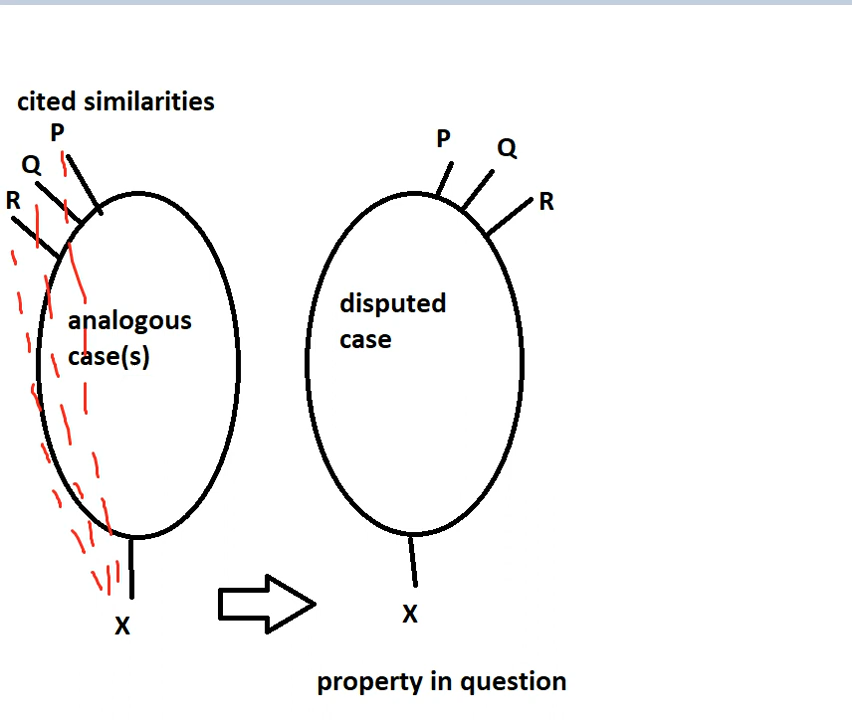 cited similarities
P
Q
R
analogous
case(s)
X
P
Q
R
disputed
case
X
property in question